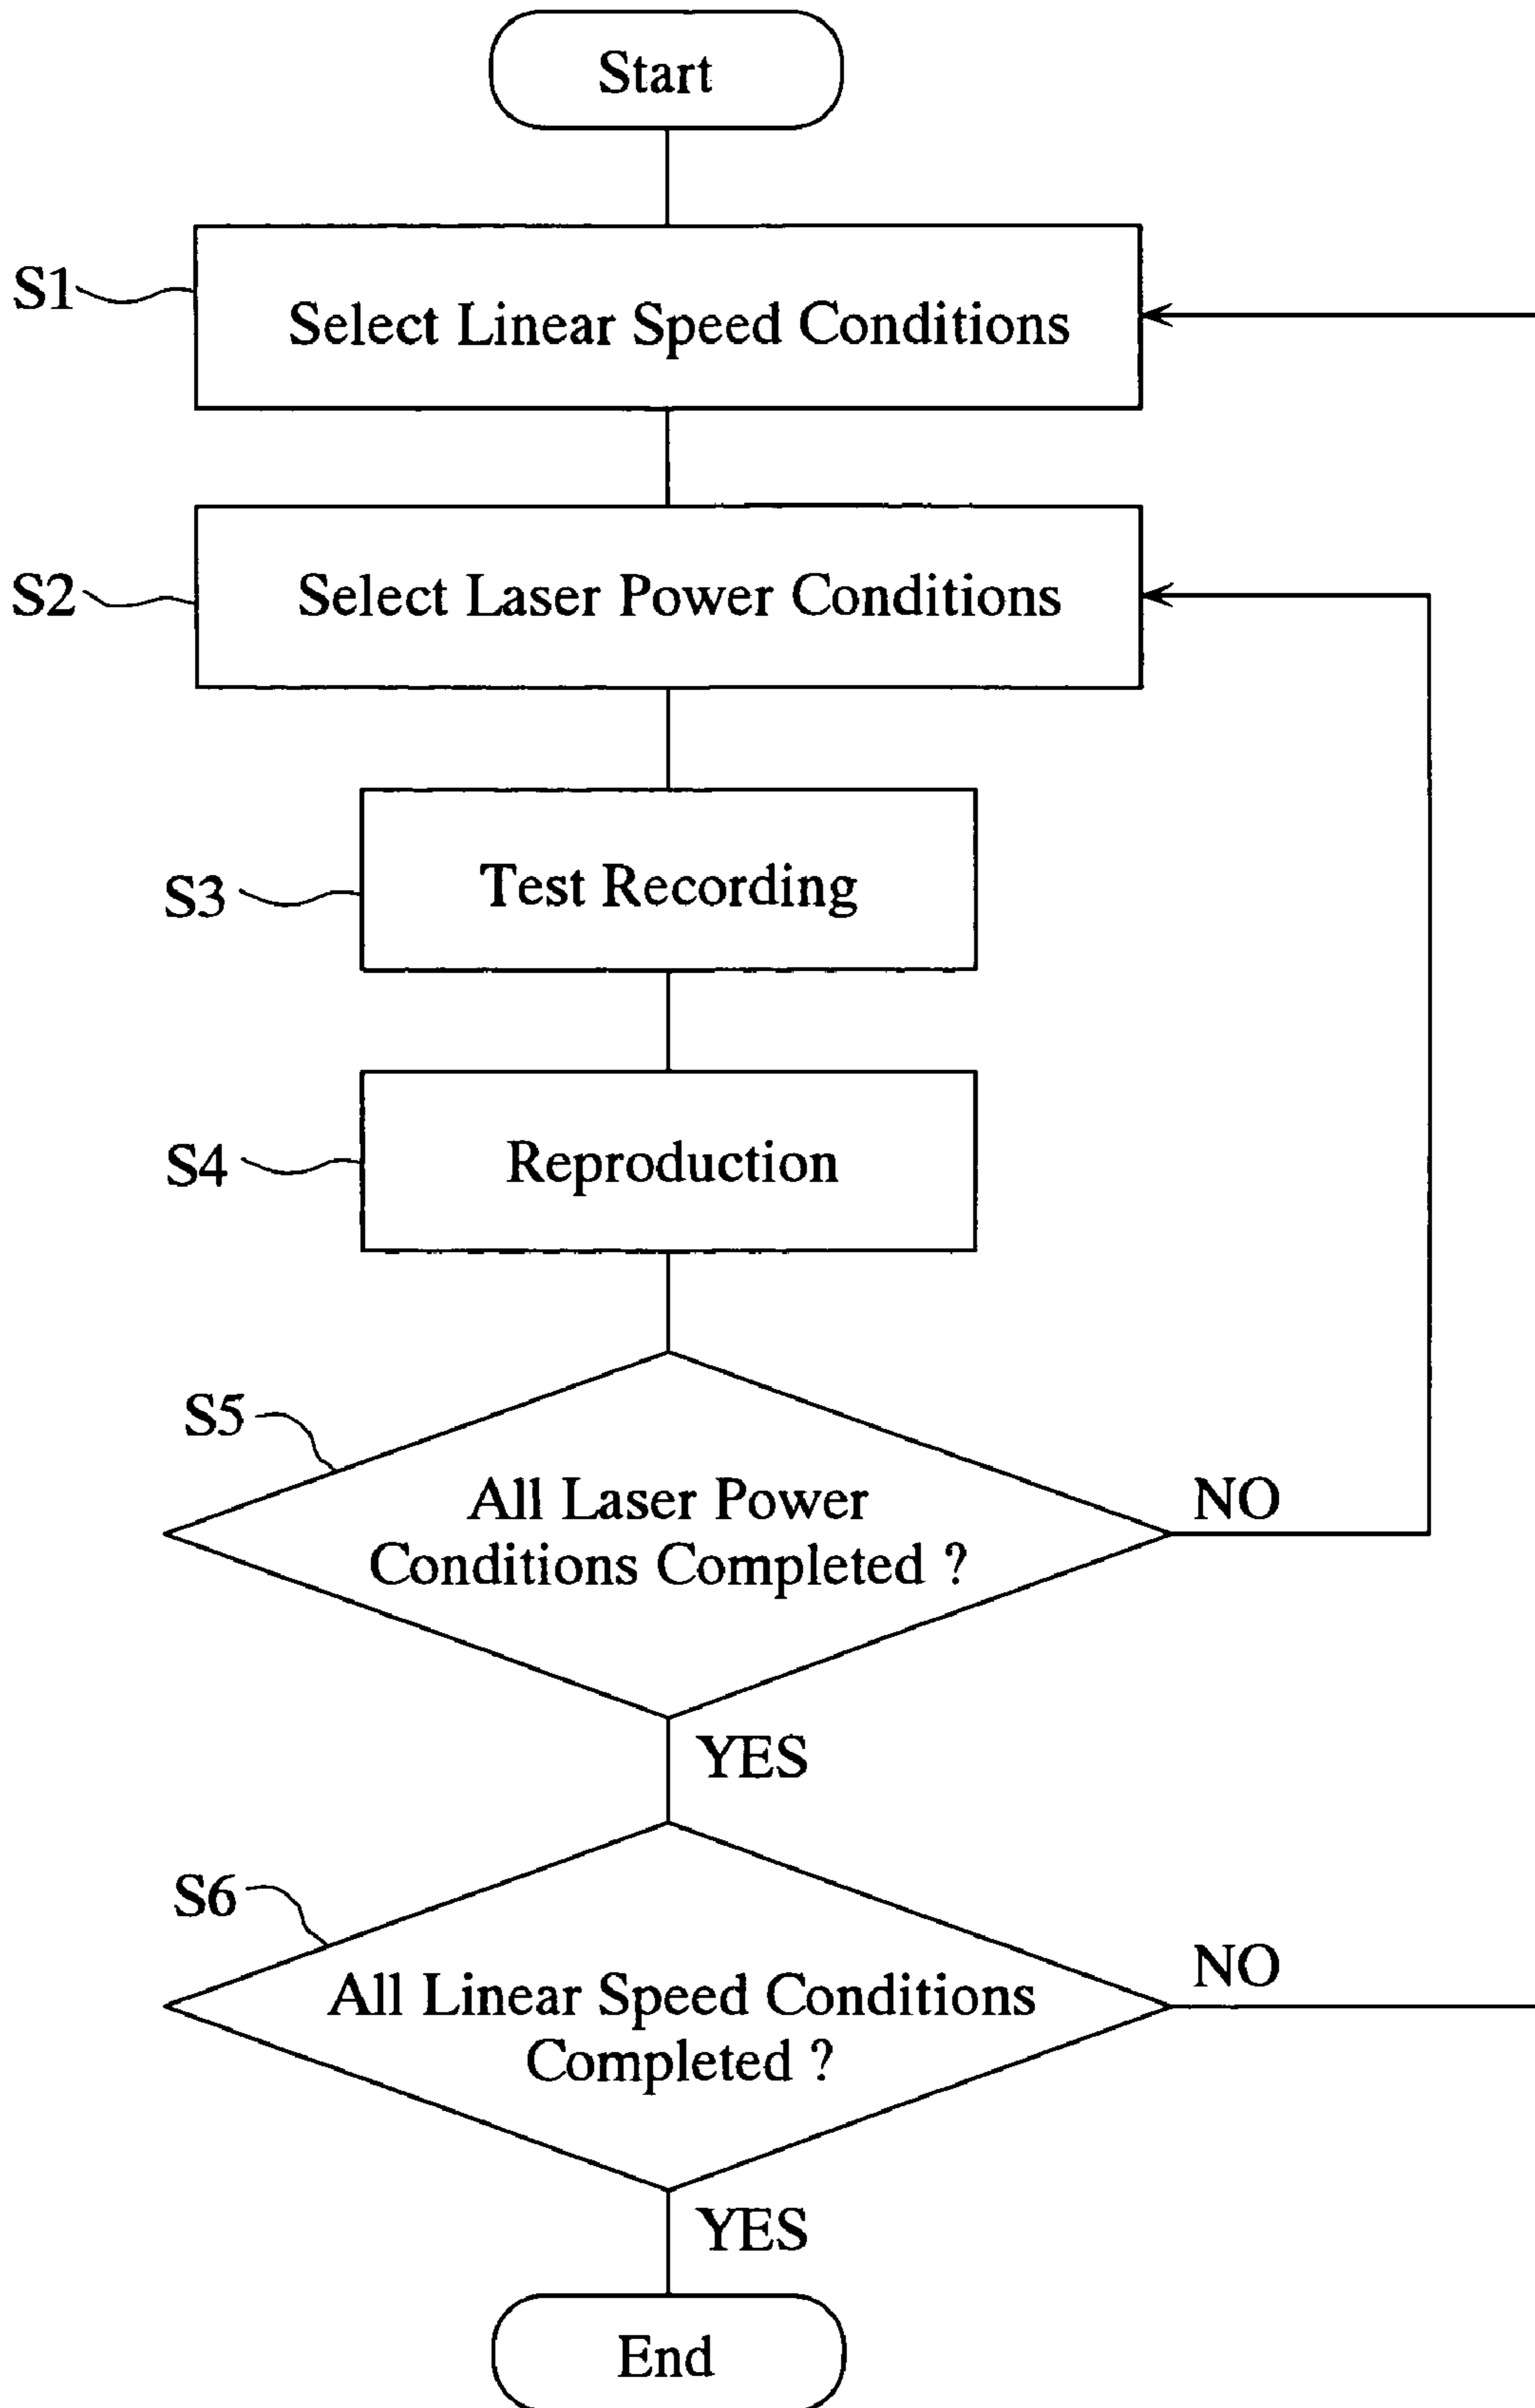 Start
S1
Select Linear Speed Conditions
S2
Select Laser Power Conditions
S3
Test Recording
S4
Reproduction
S5
All Laser Power
Conditions Completed ?
NO
YES
S6
All Linear Speed Conditions
Completed ?
NO
YES
End